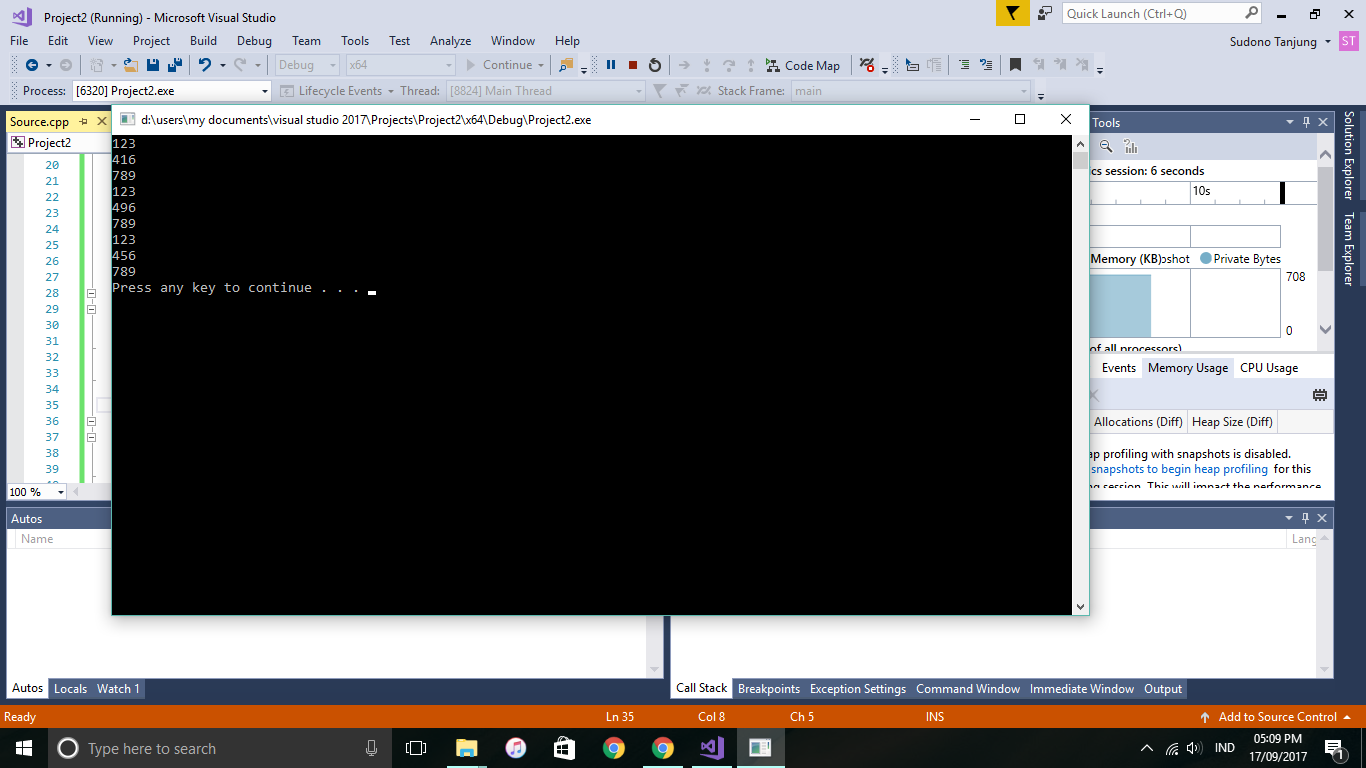 Project2 (Running) - Microsoft Visual Studio
Quick Launch (Ctrl+Q)
File Edit View Project Build Debug Team Tools Test Analyze Window Help
Sudono Tanjung ST
Debug x64 Continue Code Map
Process: [6320] Project2.exe Lifecycle Events Thread: [8824] Main Thread Stack Frame: main
Source.cpp
Project2
20
21
22
23
24
25
26
27
28
29
30
31
32
33
34
35
36
37
38
39
100 %
d:\users\my documents\visual studio 2017\Projects\Project2\x64\Debug\Project2.exe
123
416
789
123
496
789
123
456
789
Press any key to continue . . .
Tools
cs session: 6 seconds
10s
Memory (KB) shot Private Bytes
708
0
of all processors)
Events Memory Usage CPU Usage
Allocations (Diff) Heap Size (Diff)
ap profiling with snapshots is disabled.
snapshots to begin heap profiling for this
ng session. This will impact the performance
Solution Explorer
Team Explorer
Autos
Name
Lang
Autos Locals Watch 1
Call Stack Breakpoints Exception Settings Command Window Immediate Window Output
Ready Ln 35 Col 8 Ch 5 INS Add to Source Control
Type here to search
IND
05:09 PM
17/09/2017
1